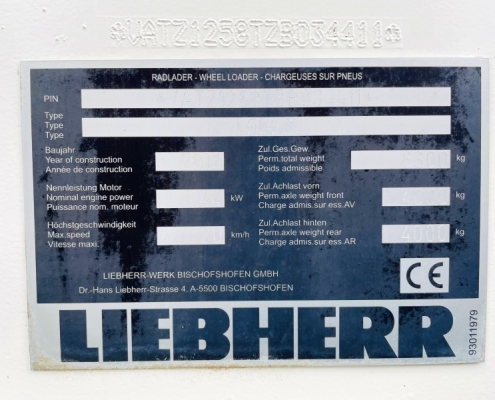 *VATZ1258TZB034411*
RADLADER - WHEEL LOADER - CHARGEUSES SUR PNEUS
PIN
Type
Type
Type
Baujahr
Year of construction
Année de construction
Zul.Ges.Gew.
Perm.total weight kg
Poids admissible
Nennleistung Motor
Nominal engine power kW
Puissance nom. moteur
Zul.Achlast vorn
Perm.axle weight front kg
Charge admis.sur ess.AV
Höchstgeschwindigkeit
Max.speed km/h
Vitesse maxi.
Zul.Achlast hinten
Perm.axle weight rear kg
Charge admis.sur ess.AR
LIEBHERR-WERK BISCHOFSHOFEN GMBH
Dr.-Hans Liebherr-Strasse 4. A-5500 BISCHOFSHOFEN
CE
LIEBHERR
93011979